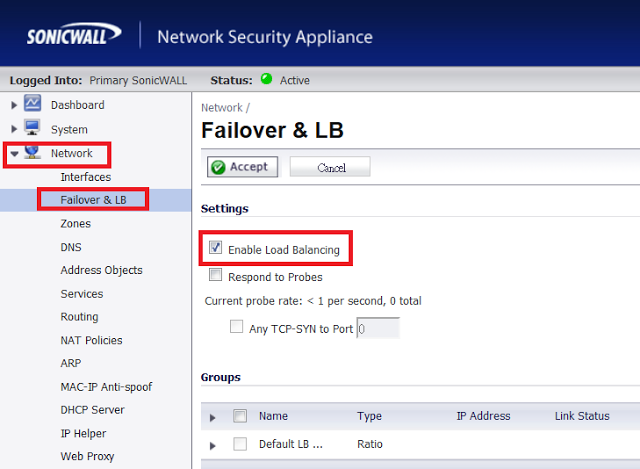 SONICWALL
Network Security Appliance
Logged Into: Primary SonicWALL Status: Active
Dashboard
System
Network
Interfaces
Failover & LB
Zones
DNS
Address Objects
Services
Routing
NAT Policies
ARP
MAC-IP Anti-spoof
DHCP Server
IP Helper
Web Proxy
Network /
Failover & LB
Accept Cancel
Settings
Enable Load Balancing
Respond to Probes
Current probe rate: < 1 per second, 0 total
Any TCP-SYN to Port 0
Groups
Name Type IP Address Link Status
Default LB ... Ratio